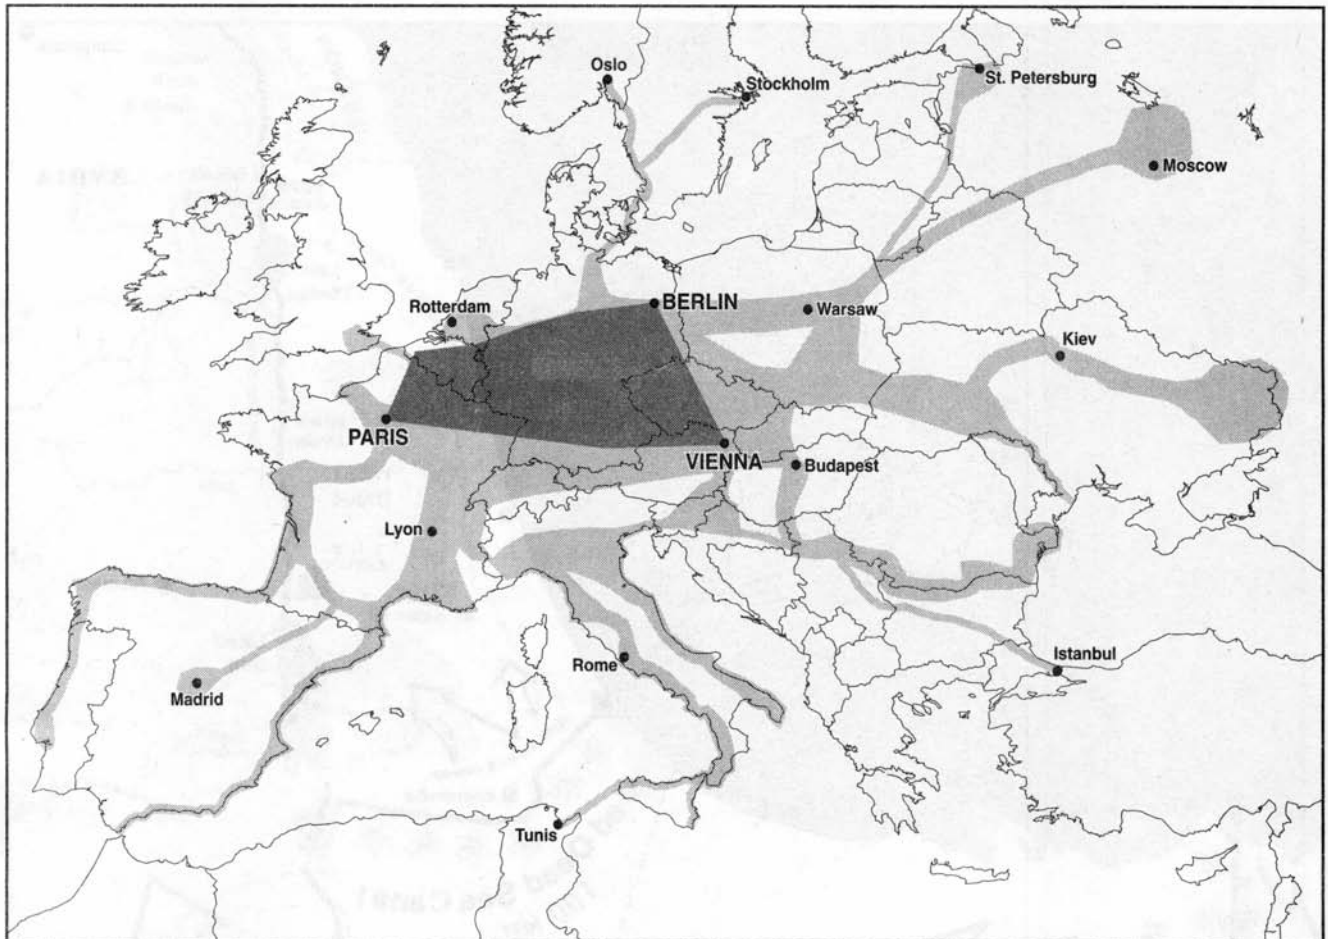 Oslo
Stockholm
St. Petersburg
Moscow
Rotterdam
BERLIN
Warsaw
Kiev
PARIS
VIENNA
Budapest
Lyon
Rome
Istanbul
Madrid
Tunis